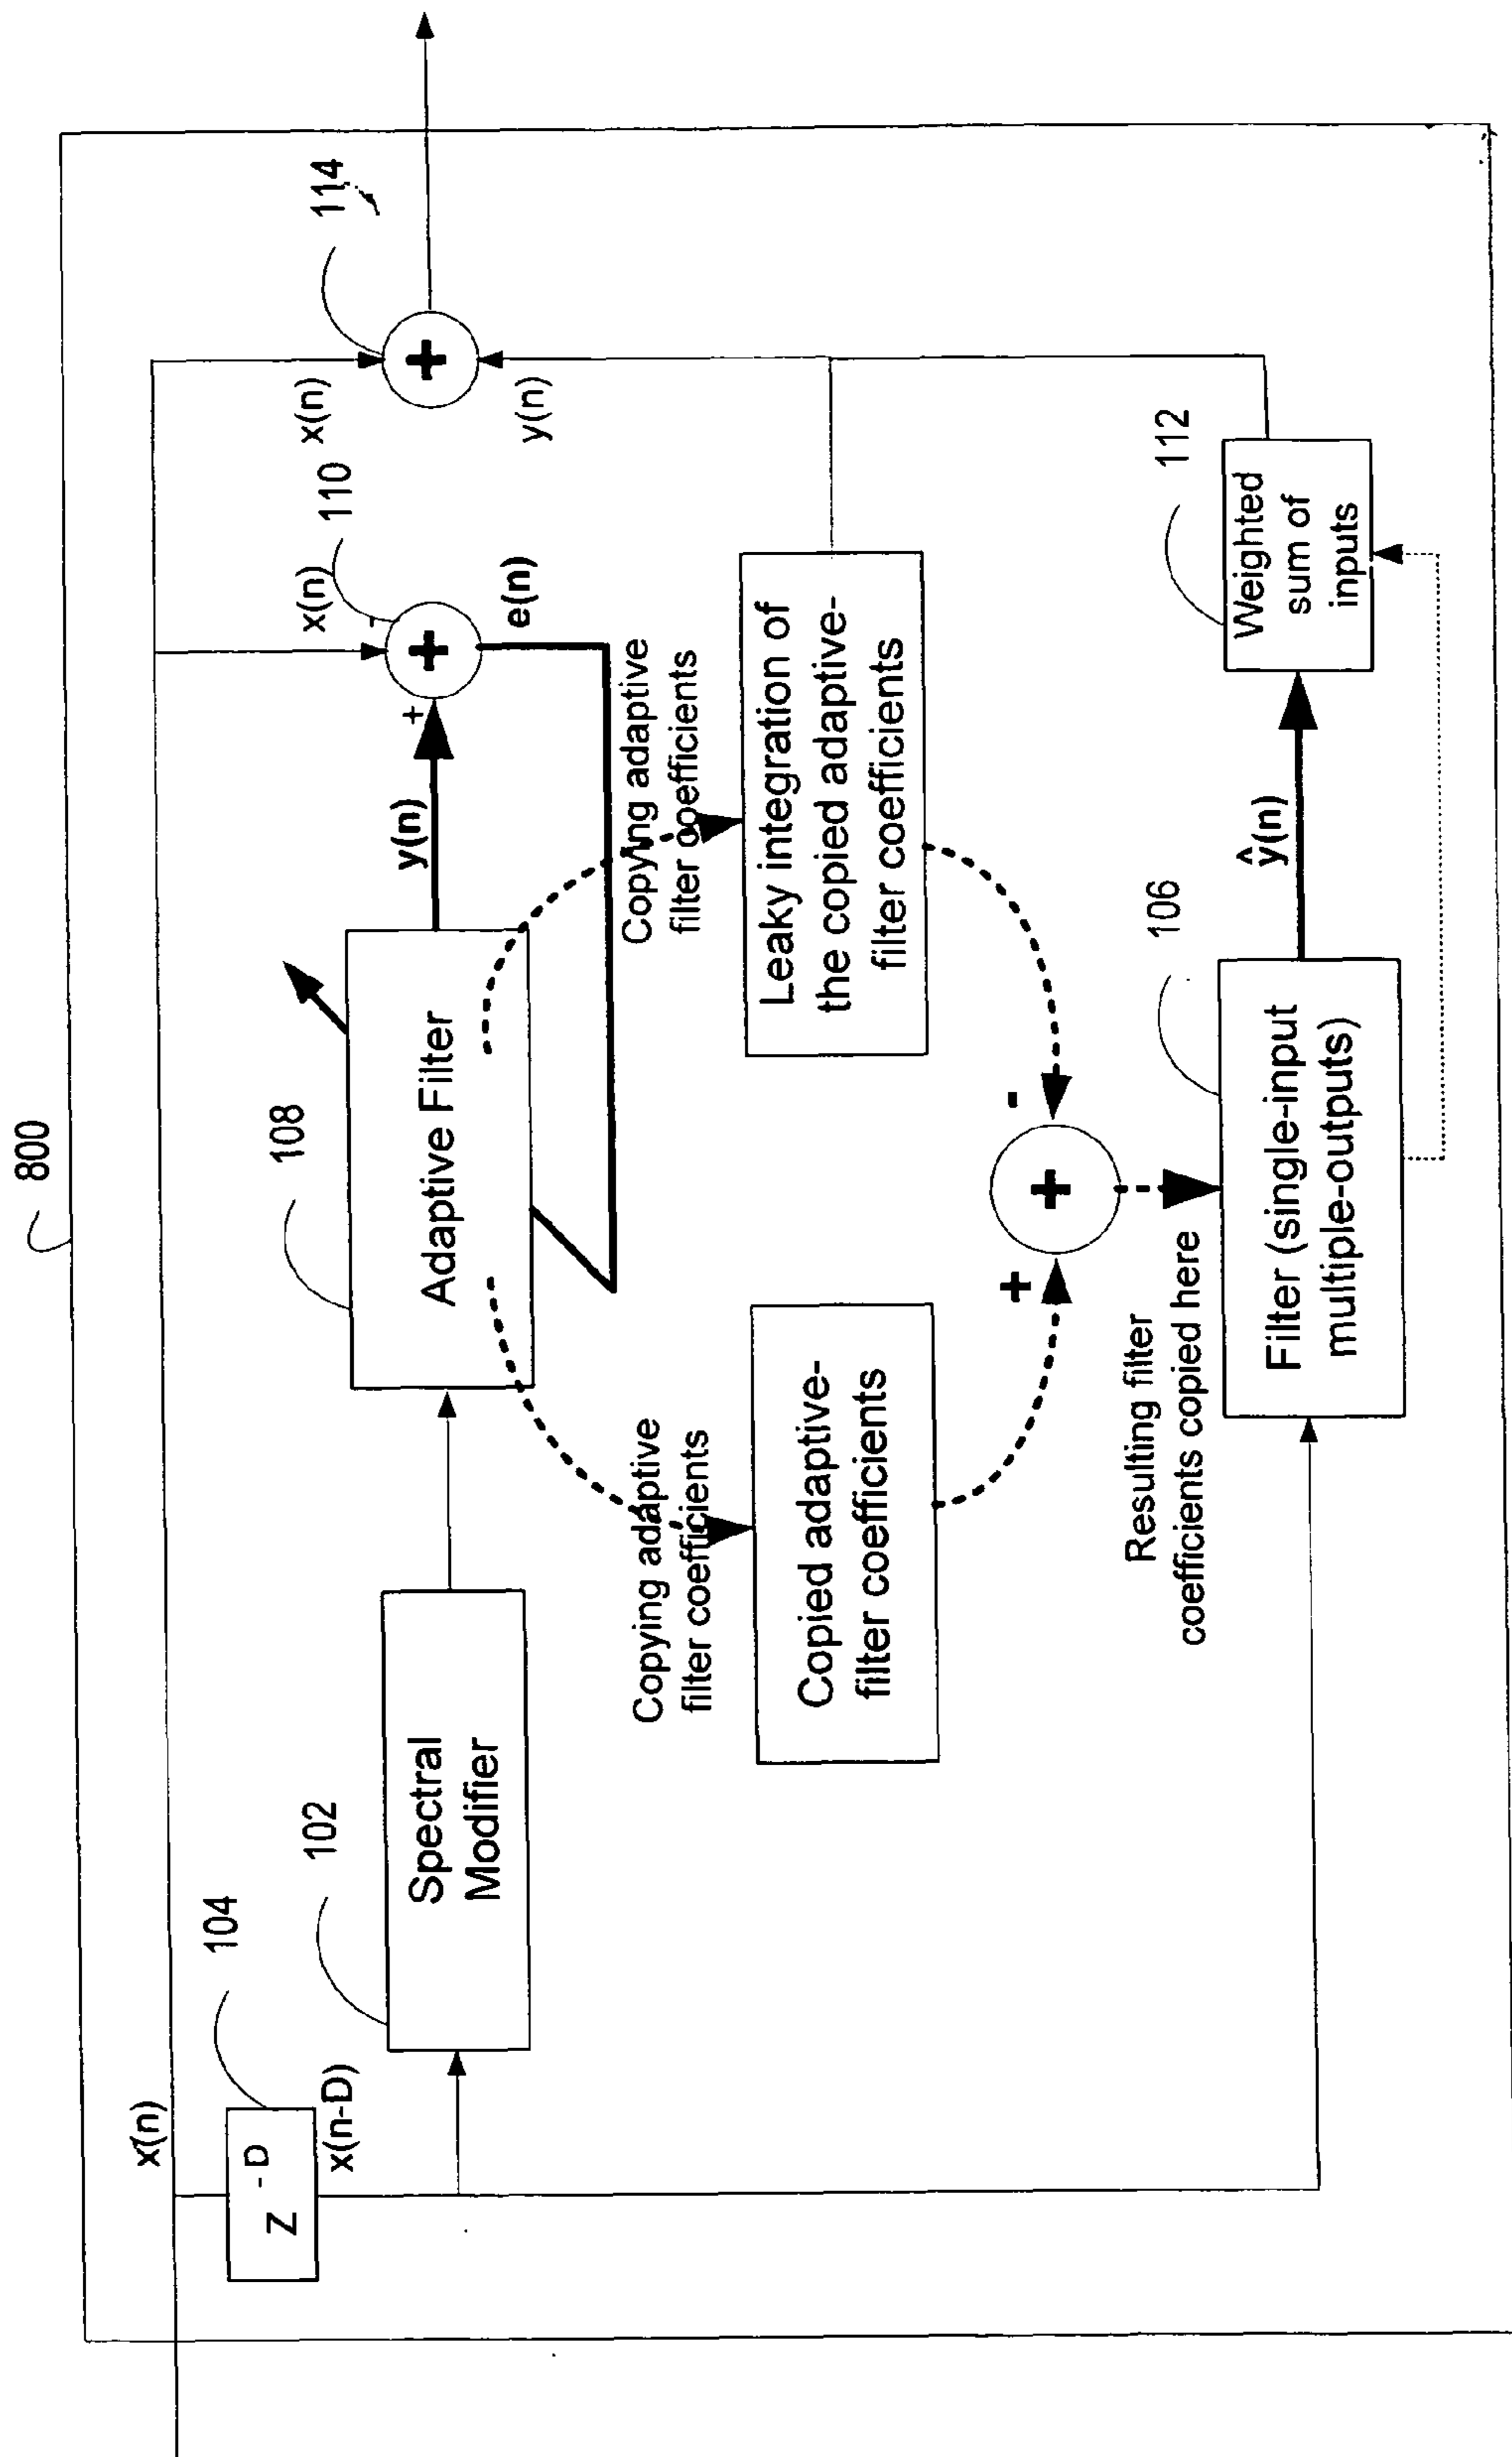 800
x(n)
104
Z - D
x(n-D)
102
Spectral
Modifier
108
Adaptive Filter
y(n)
+
x(n)
-
110
+
e(n)
x(n)
114
+
y(n)
Copying adaptive
filter coefficients
Copying adaptive
filter coefficients
Copied adaptive-
filter coefficients
Leaky integration of
the copied adaptive-
filter coefficients
+
-
+
Resulting filter
coefficients copied here
106
Filter (single-input
multiple-outputs)
ŷ(n)
112
Weighted
sum of
inputs